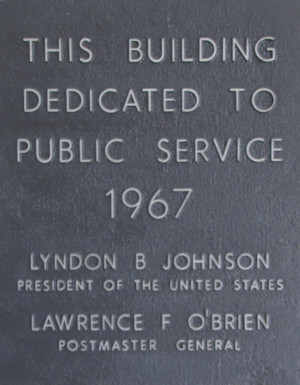 THIS BUILDING
DEDICATED TO
PUBLIC SERVICE
1967
LYNDON B JOHNSON
PRESIDENT OF THE UNITED STATES
LAWRENCE F O'BRIEN
POSTMASTER GENERAL